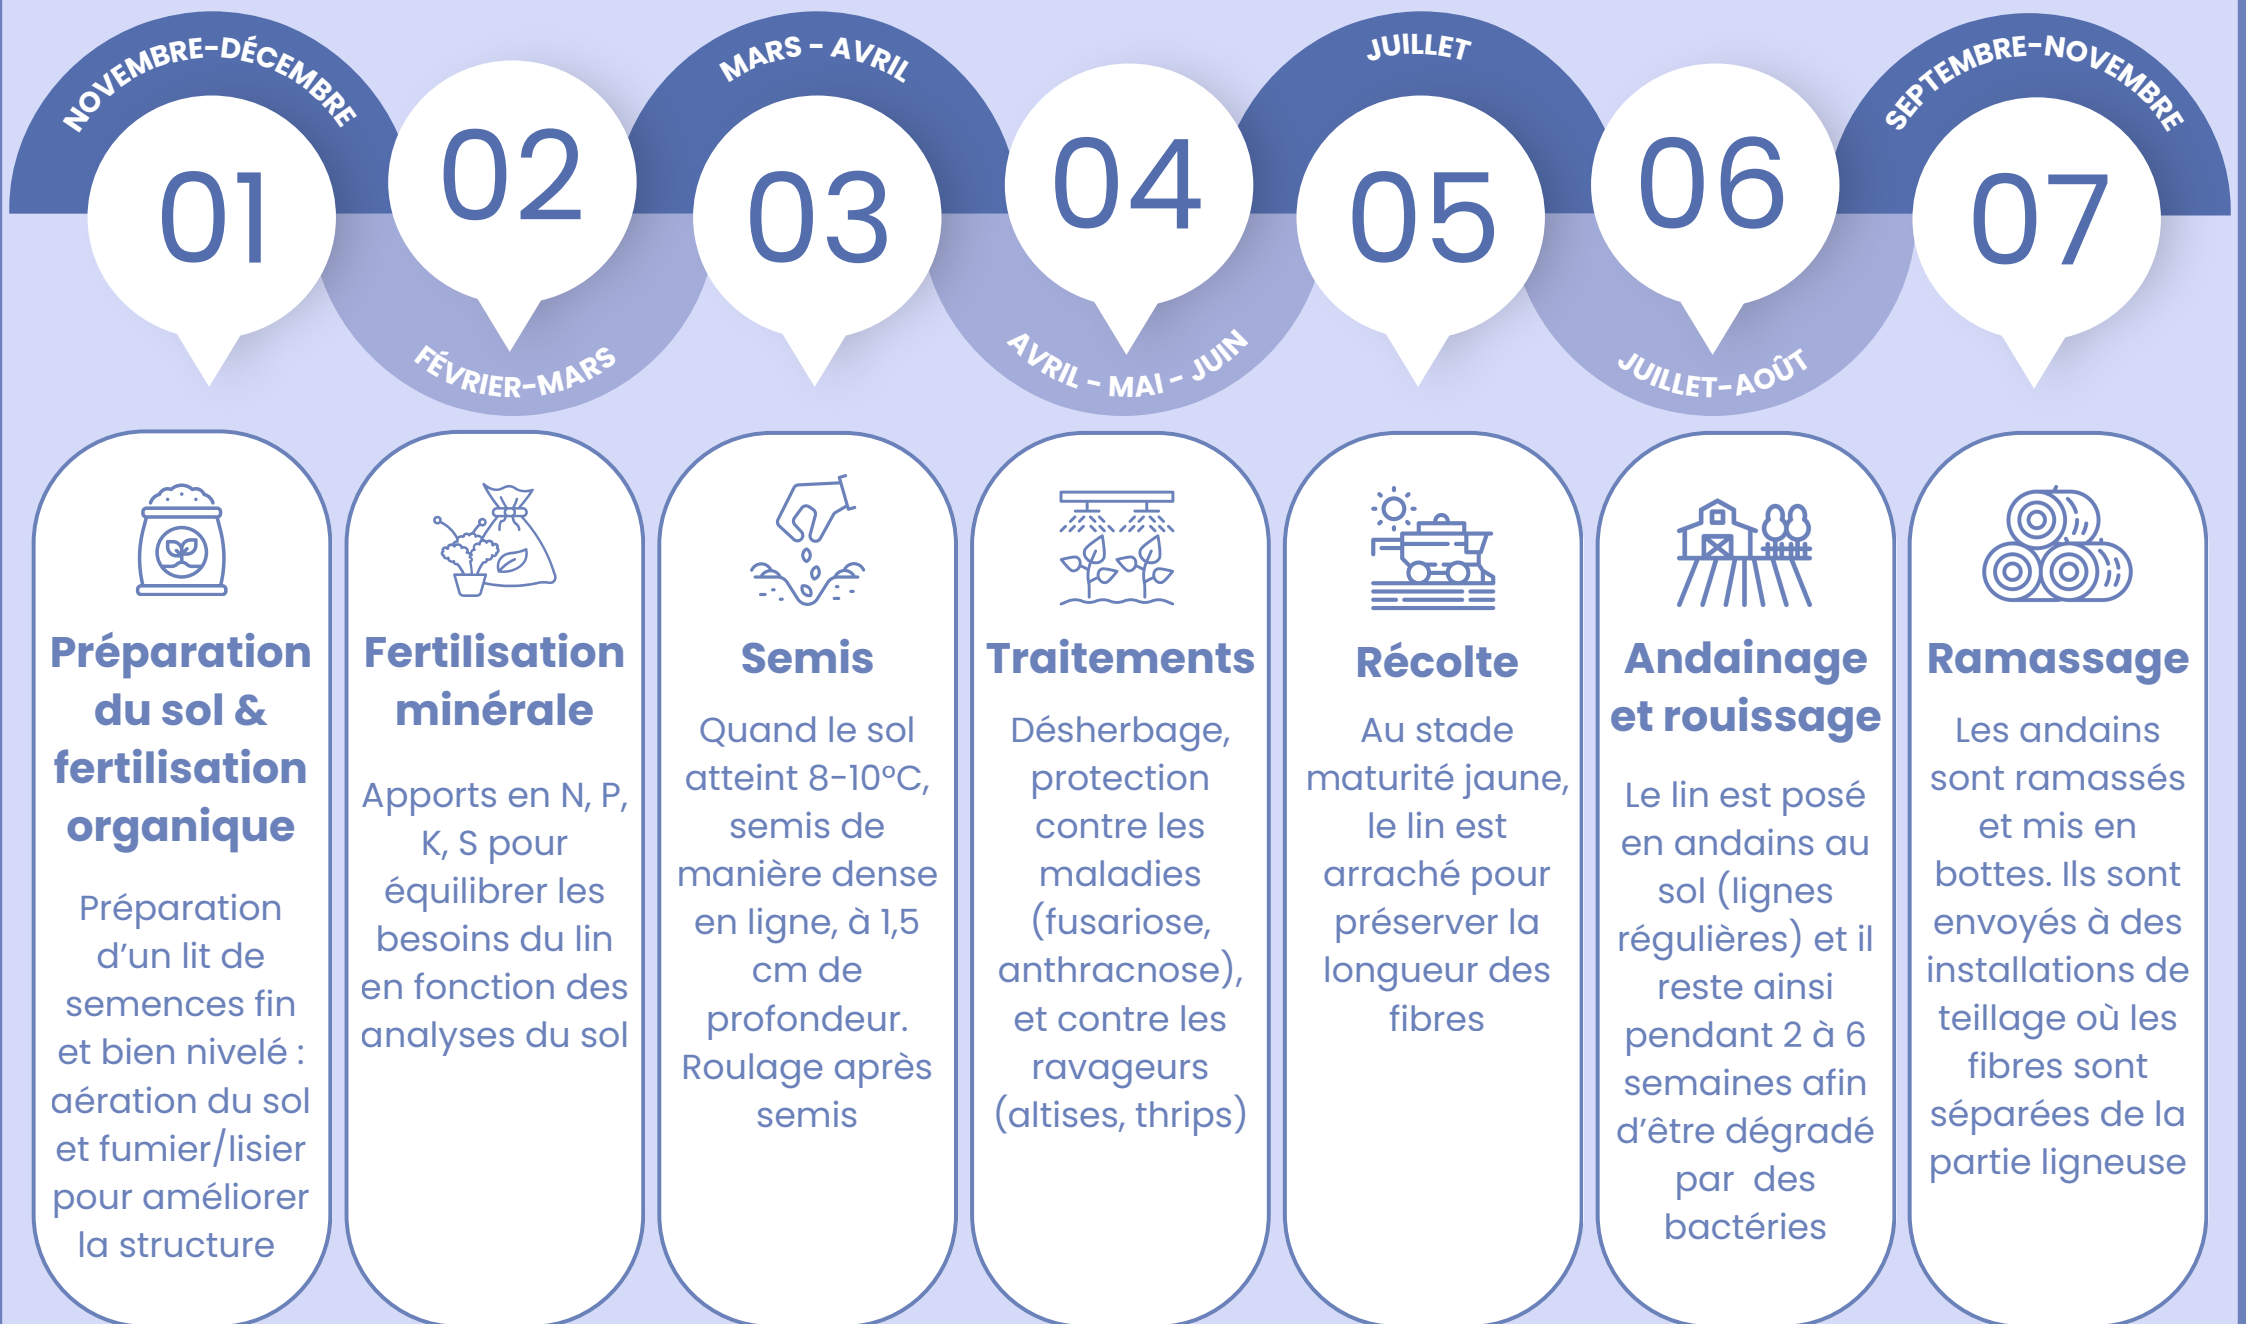 NOVEMBRE-DÉCEMBRE
01
Préparation
du sol &
fertilisation
organique
Préparation
d’un lit de
semences fin
et bien nivelé :
aération du sol
et fumier/lisier
pour améliorer
la structure
02
FÉVRIER-MARS
Fertilisation
minérale
Apports en N, P,
K, S pour
équilibrer les
besoins du lin
en fonction des
analyses du sol
MARS - AVRIL
03
Semis
Quand le sol
atteint 8-10°C,
semis de
manière dense
en ligne, à 1,5
cm de
profondeur.
Roulage après
semis
04
AVRIL - MAI - JUIN
Traitements
Désherbage,
protection
contre les
maladies
(fusariose,
anthracnose),
et contre les
ravageurs
(altises, thrips)
JUILLET
05
Récolte
Au stade
maturité jaune,
le lin est
arraché pour
préserver la
longueur des
fibres
06
JUILLET-AOÛT
Andainage
et rouissage
Le lin est posé
en andains au
sol (lignes
régulières) et il
reste ainsi
pendant 2 à 6
semaines afin
d’être dégradé
par des
bactéries
SEPTEMBRE-NOVEMBRE
07
Ramassage
Les andains
sont ramassés
et mis en
bottes. Ils sont
envoyés à des
installations de
teillage où les
fibres sont
séparées de la
partie ligneuse